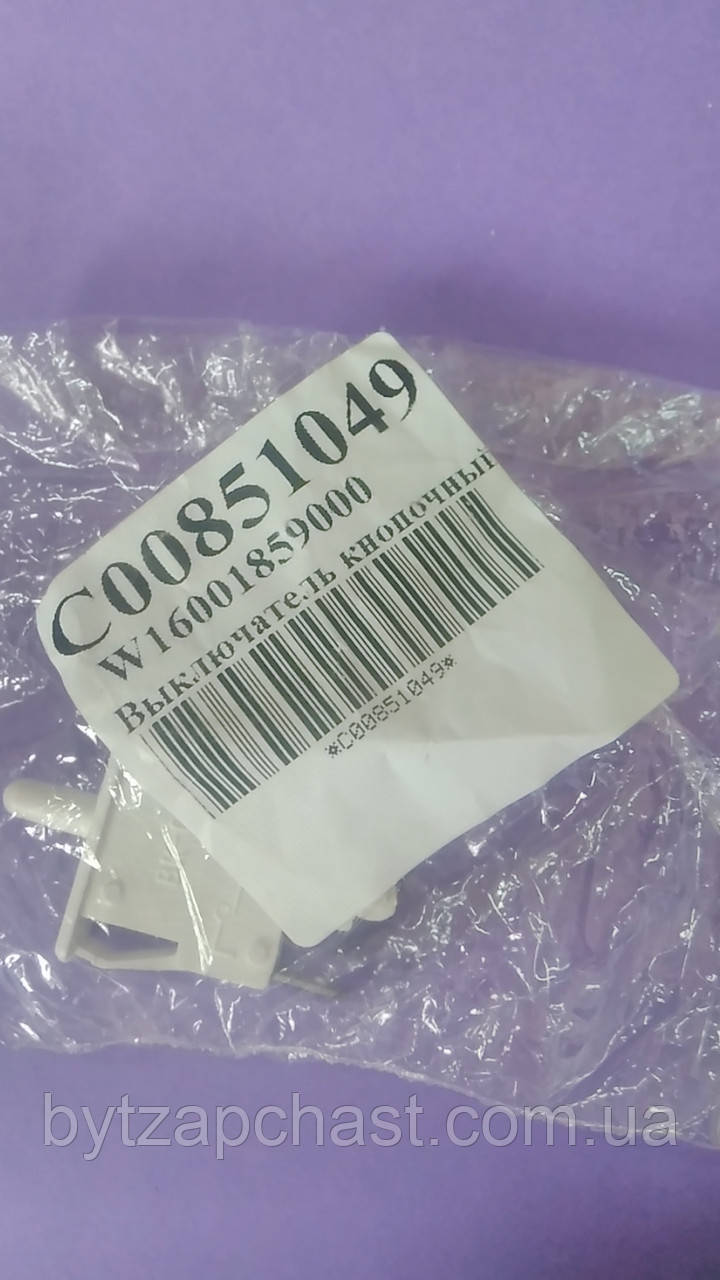 C00851049
W16001859000
Выключатель кнопочный
*C00851049*
bytzapchast.com.ua